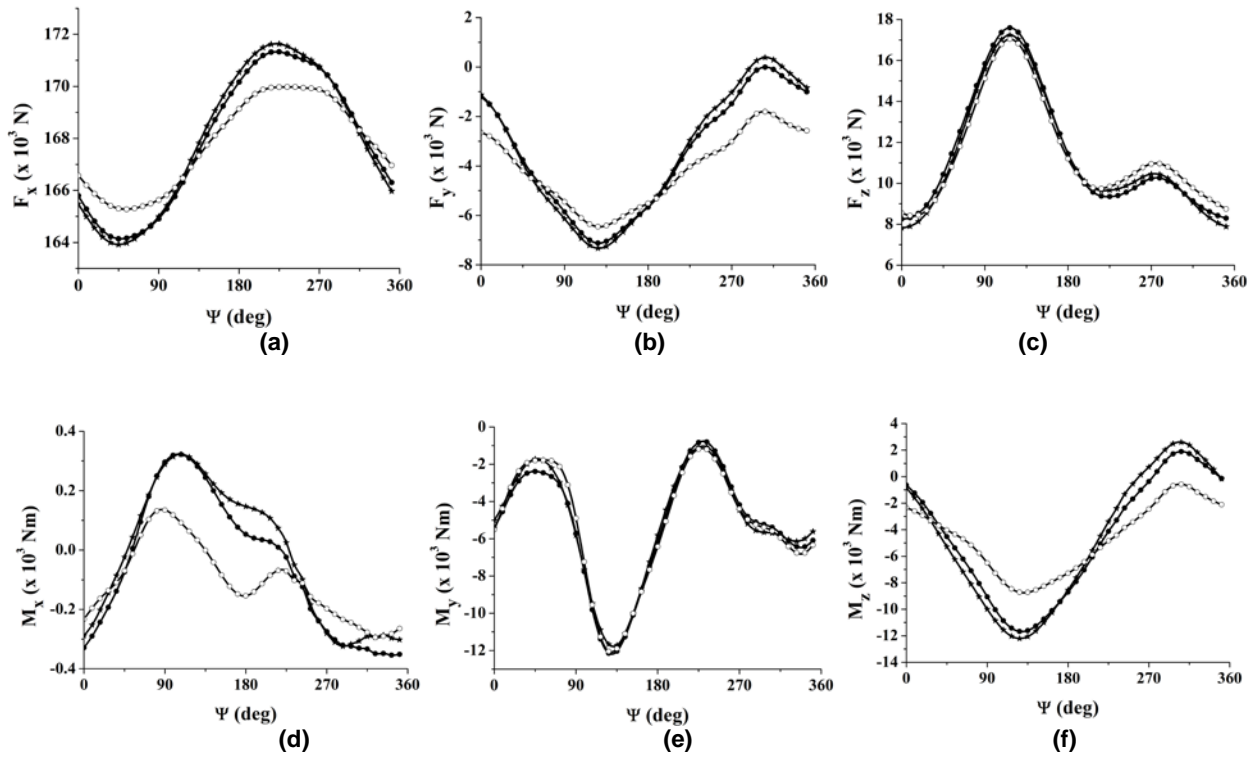 172
170
168
166
164
F_x (x 10^3 N)
0 90 180 270 360
Ψ (deg)
(a)
2
0
-2
-4
-6
-8
F_y (x 10^3 N)
0 90 180 270 360
Ψ (deg)
(b)
18
16
14
12
10
8
6
F_z (x 10^3 N)
0 90 180 270 360
Ψ (deg)
(c)
0.4
0.2
0.0
-0.2
-0.4
M_x (x 10^3 Nm)
0 90 180 270 360
Ψ (deg)
(d)
0
-2
-4
-6
-8
-10
-12
M_y (x 10^3 Nm)
0 90 180 270 360
Ψ (deg)
(e)
4
2
0
-2
-4
-6
-8
-10
-12
-14
M_z (x 10^3 Nm)
0 90 180 270 360
Ψ (deg)
(f)